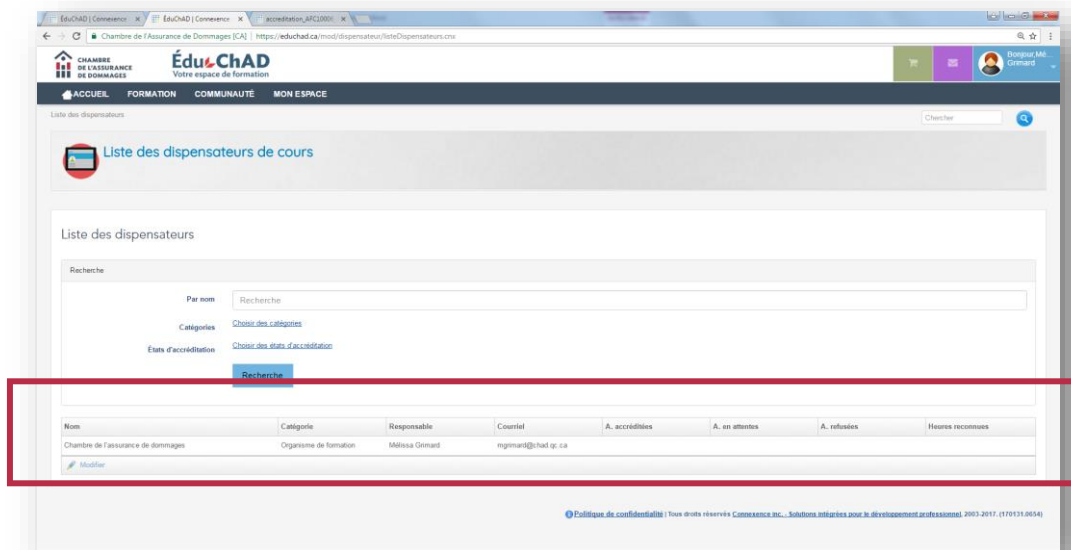 ÉduChAD | Connexence x ÉduChAD | Connexence x accreditation_AFC1000( x
Chambre de l'Assurance de Dommages [CA] | https://educhad.ca/mod/dispensateur/listeDispensateurs.cnx
CHAMBRE
DE L'ASSURANCE
DE DOMMAGES
ÉduChAD
Votre espace de formation
Bonjour,Mé...
Grimard
ACCUEIL FORMATION COMMUNAUTÉ MON ESPACE
Liste des dispensateurs
Chercher
Liste des dispensateurs de cours
Liste des dispensateurs
Recherche
Par nom Recherche
Catégories Choisir des catégories
États d'accréditation Choisir des états d'accréditation
Recherche
Nom Catégorie Responsable Courriel A. accréditées A. en attentes A. refusées Heures reconnues
Chambre de l'assurance de dommages Organisme de formation Mélissa Grimard mgrimard@chad.qc.ca
Modifier
Politique de confidentialité | Tous droits réservés Connexence inc. - Solutions intégrées pour le développement professionnel, 2003-2017. (170131.0654)